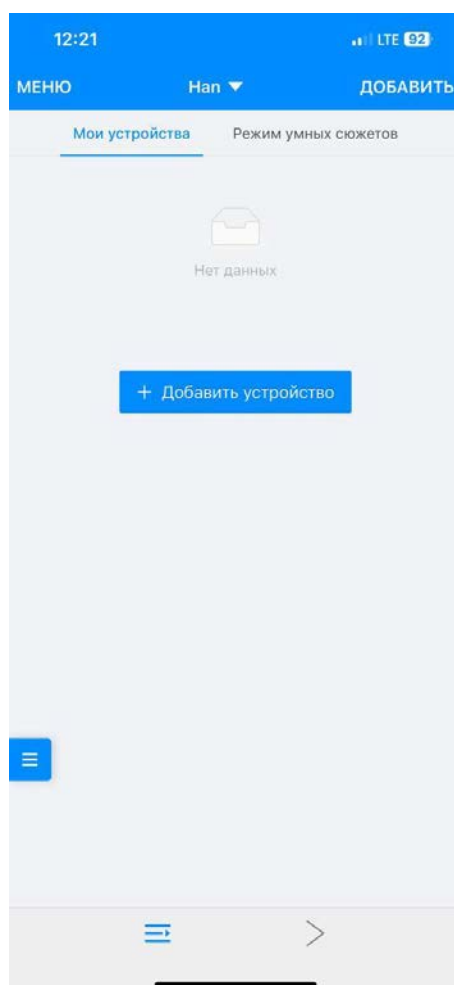 12:21 LTE 92
МЕНЮ Han ▼ ДОБАВИТЬ
Мои устройства Режим умных сюжетов
Нет данных
+ Добавить устройство